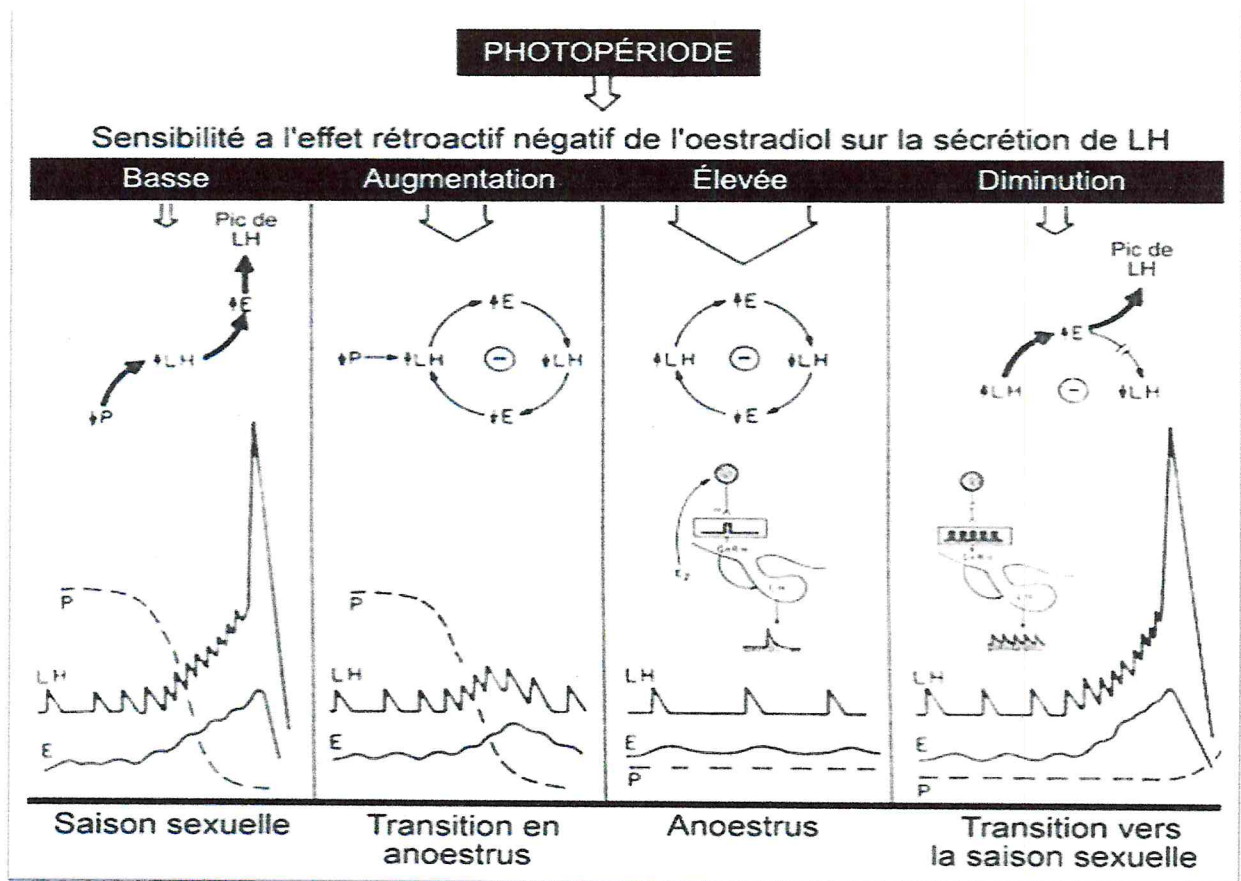 PHOTOPÉRIODE
Sensibilité a l'effet rétroactif négatif de l'oestradiol sur la sécrétion de LH
Basse
Augmentation
Élevée
Diminution
Pic de
LH
E
LH
P
E
P
LH
LH
E
E
LH
LH
E
Pic de
LH
E
LH
LH
P
LH
E
P
E₂
LH
E
P
LH
E
P
Saison sexuelle
Transition en
anoestrus
Anoestrus
Transition vers
la saison sexuelle